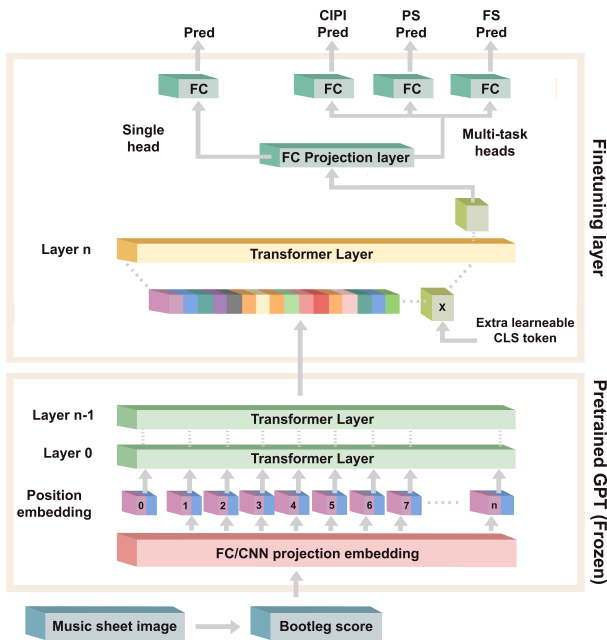 Pred
CIPI
Pred
PS
Pred
FS
Pred
FC
FC
FC
FC
Single
head
Multi-task
heads
FC Projection layer
Layer n
Transformer Layer
X
Extra learneable
CLS token
Finetuning layer
Layer n-1
Transformer Layer
Layer 0
Transformer Layer
Position
embedding
0
1
2
3
4
5
6
7
n
FC/CNN projection embedding
Pretrained GPT (Frozen)
Music sheet image
Bootleg score